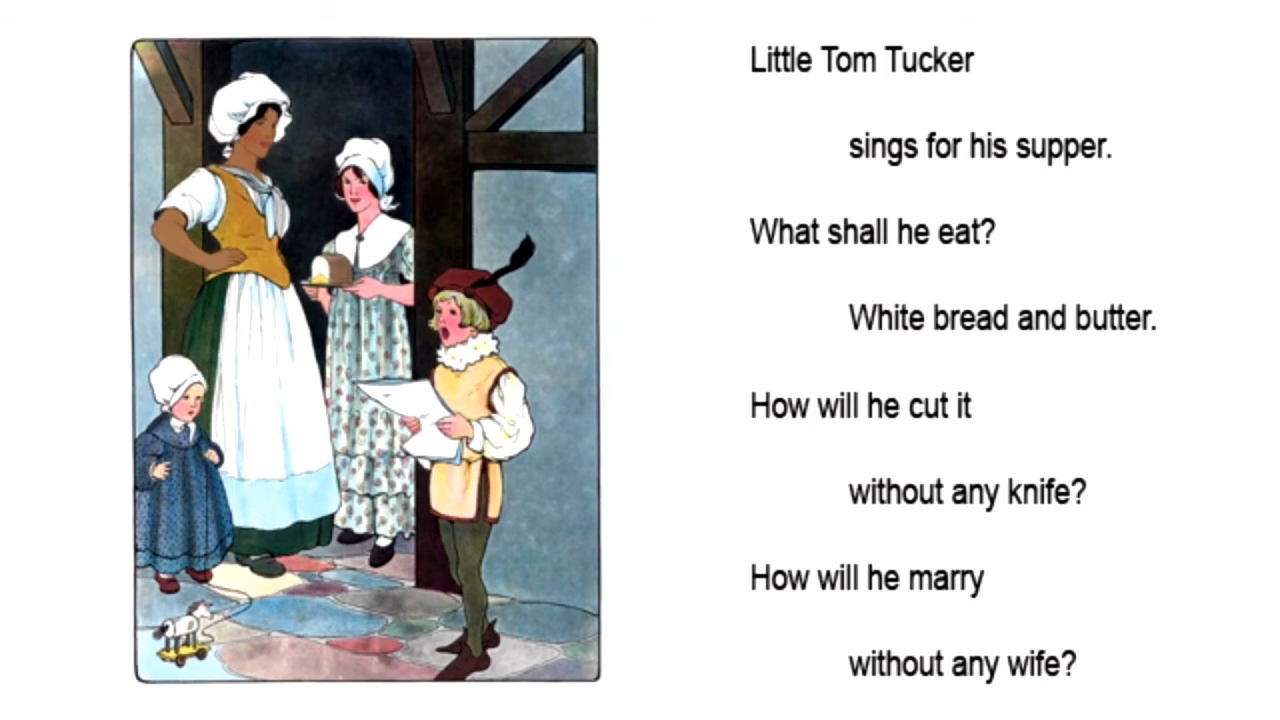 Little Tom Tucker
sings for his supper.
What shall he eat?
White bread and butter.
How will he cut it
without any knife?
How will he marry
without any wife?